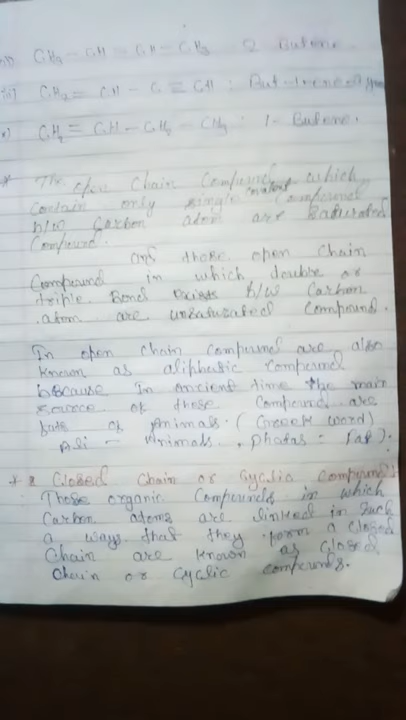 CH3 - CH = CH - CH3 2 Butene.
iii) CH2 = CH - C ≡ CH : But-1-ene-3-yne
CH2 = CH - CH2 - CH3 : 1- Butene.
* The open Chain Compound which
Contain only single covalent Compound
b/w Carbon atom are Saturated
Compound.
and those open Chain
Compound in which double or
triple Bond exists b/w Carbon
atom are unsaturated Compound.
In open chain Compound are also
known as aliphatic Compound
because In ancient time the main
source of these Compound are
fats of Animals. (Greek word)
Ali - Animals, Phatas = Fat).
* 2 Closed Chain or Cyclic Compound:
Those organic Compounds in which
Carbon atoms are linked in such
a ways that they form a closed
Chain are known as Closed
Chain or Cyclic compounds.